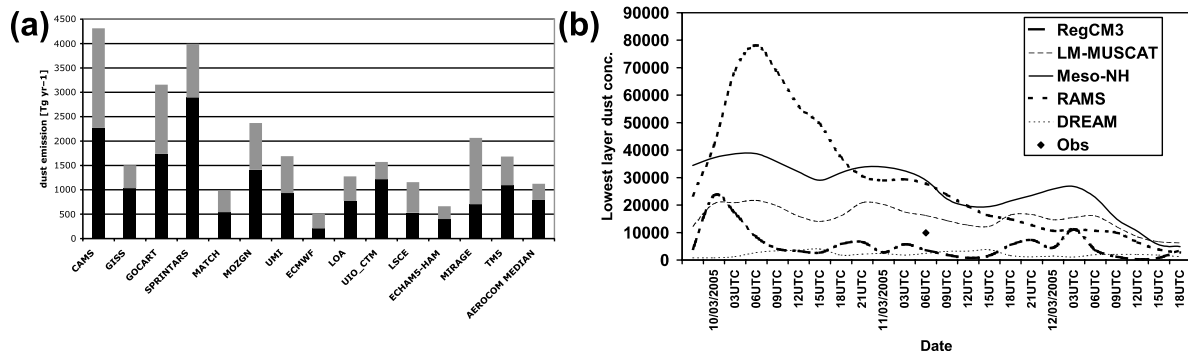 (a)
4500
4000
3500
3000
2500
2000
1500
1000
500
0
dust emission [Tg yr−1]
CAMS
GISS
GOCART
SPRINTARS
MATCH
MOZGN
UMI
ECMWF
LOA
UIO_CTM
LSCE
ECHAM5-HAM
MIRAGE
TM5
AEROCOM MEDIAN
(b)
90000
80000
70000
60000
50000
40000
30000
20000
10000
0
Lowest layer dust conc.
RegCM3
LM-MUSCAT
Meso-NH
RAMS
DREAM
Obs
10/03/2005
03UTC
06UTC
09UTC
12UTC
15UTC
18UTC
21UTC
11/03/2005
03UTC
06UTC
09UTC
12UTC
15UTC
18UTC
21UTC
12/03/2005
03UTC
06UTC
09UTC
12UTC
15UTC
18UTC
Date